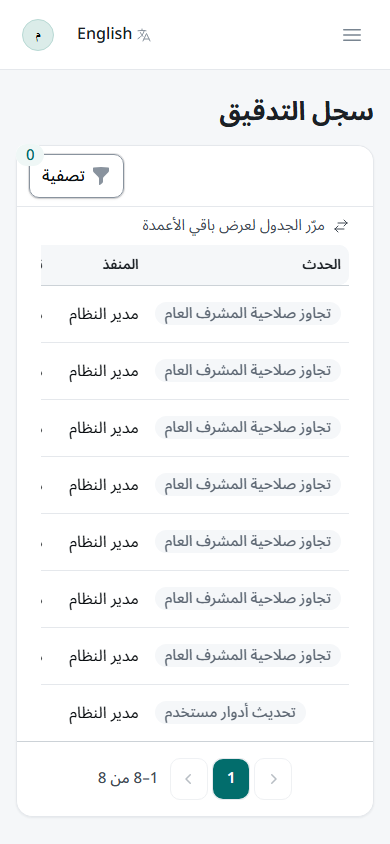 م
English
سجل التدقيق
تصفية
0
مرّر الجدول لعرض باقي الأعمدة
الحدث المنفذ
تجاوز صلاحية المشرف العام مدير النظام
تجاوز صلاحية المشرف العام مدير النظام
تجاوز صلاحية المشرف العام مدير النظام
تجاوز صلاحية المشرف العام مدير النظام
تجاوز صلاحية المشرف العام مدير النظام
تجاوز صلاحية المشرف العام مدير النظام
تجاوز صلاحية المشرف العام مدير النظام
تحديث أدوار مستخدم مدير النظام
1
1–8 من 8